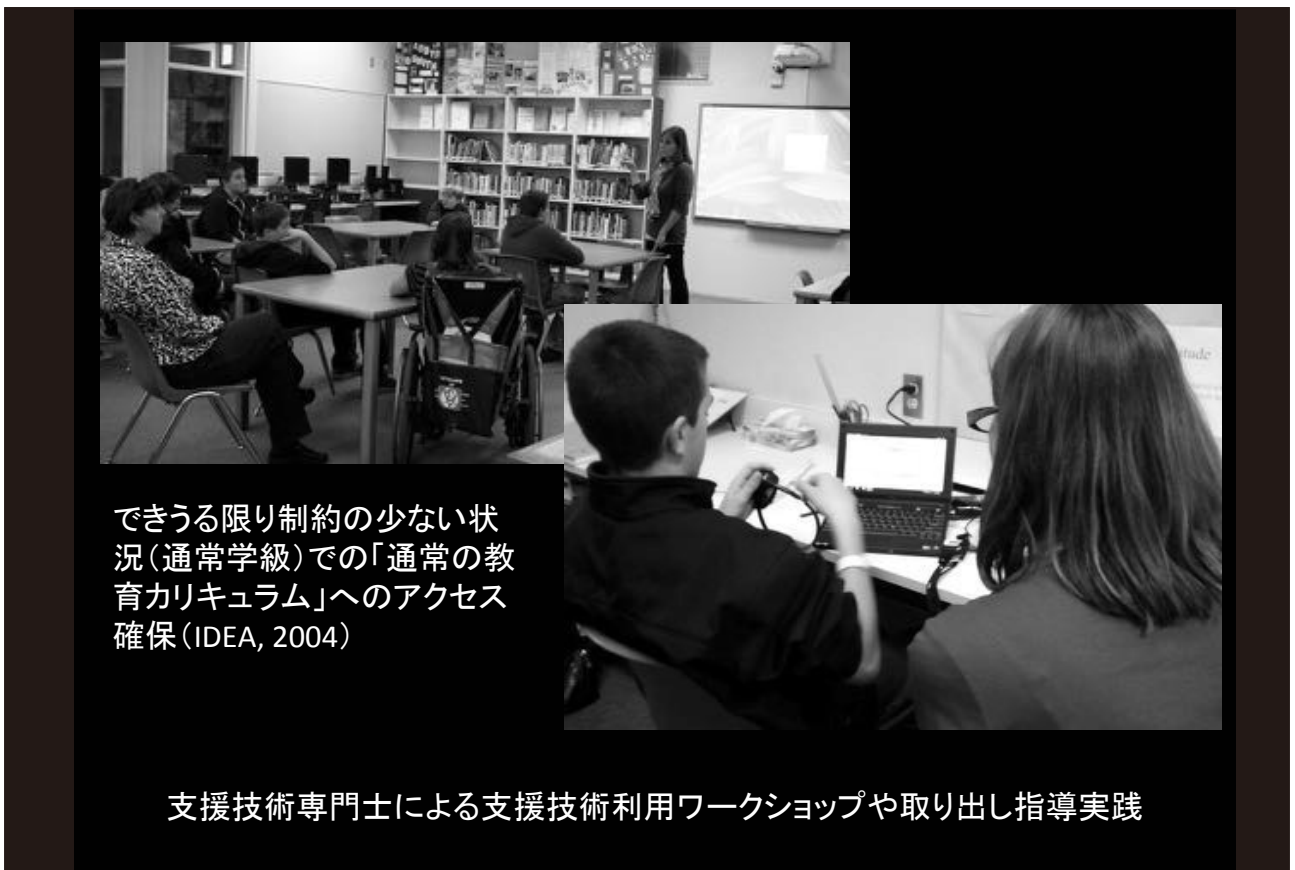 できうる限り制約の少ない状
況（通常学級）での「通常の教
育カリキュラム」へのアクセス
確保（IDEA, 2004）
支援技術専門士による支援技術利用ワークショップや取り出し指導実践